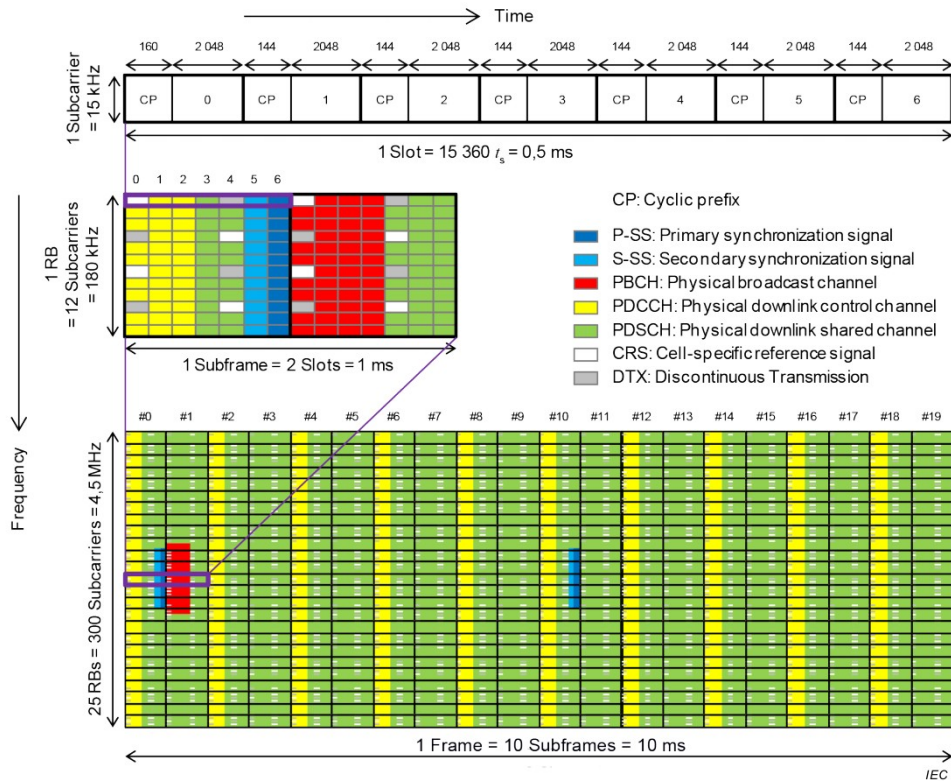 Time
160 2 048 144 2048 144 2 048 144 2048 144 2 048 144 2 048 144 2 048
1 Subcarrier
= 15 kHz
CP 0 CP 1 CP 2 CP 3 CP 4 CP 5 CP 6
1 Slot = 15 360 ts = 0,5 ms
0 1 2 3 4 5 6
1 RB
=12 Subcarriers
= 180 kHz
1 Subframe = 2 Slots = 1 ms
CP: Cyclic prefix
P-SS: Primary synchronization signal
S-SS: Secondary synchronization signal
PBCH: Physical broadcast channel
PDCCH: Physical downlink control channel
PDSCH: Physical downlink shared channel
CRS: Cell-specific reference signal
DTX: Discontinuous Transmission
Frequency
#0 #1 #2 #3 #4 #5 #6 #7 #8 #9 #10 #11 #12 #13 #14 #15 #16 #17 #18 #19
25 RBs = 300 Subcarriers = 4,5 MHz
1 Frame = 10 Subframes = 10 ms
IEC